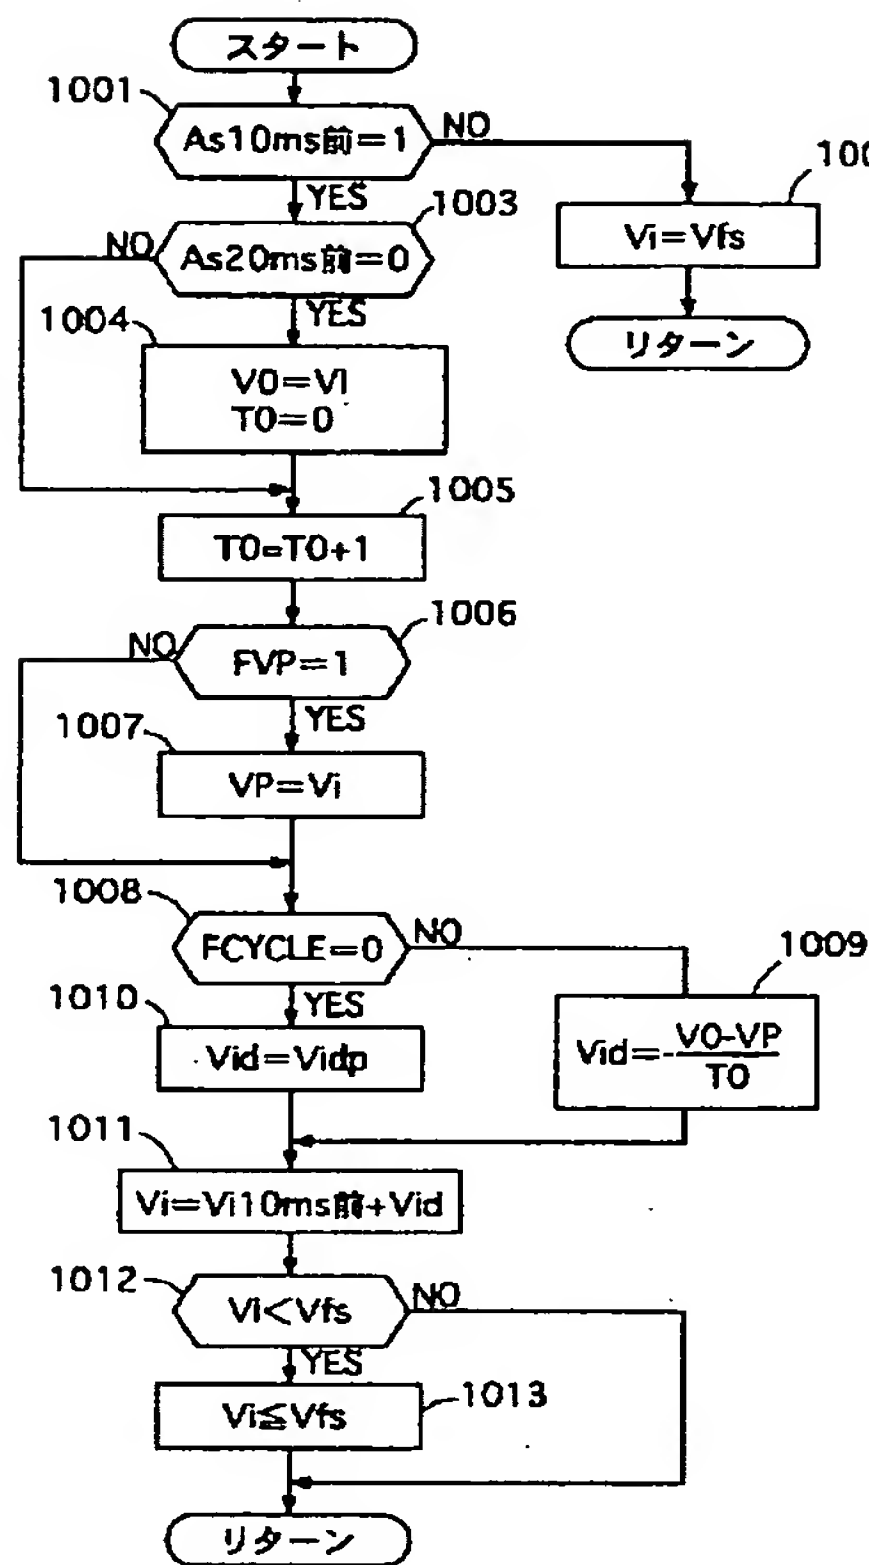 スタート
1001
As10ms前=1
NO
YES
1003
Vi=Vfs
NO
As20ms前=0
YES
リターン
1004
V0=VI
T0=0
1005
T0=T0+1
1006
NO
FVP=1
YES
1007
VP=Vi
1008
FCYCLE=0
NO
1009
1010
YES
Vid=Vidp
Vid=-V0-VP
T0
1011
Vi=Vi10ms前+Vid
1012
Vi<Vfs
NO
YES
1013
Vi≦Vfs
リターン